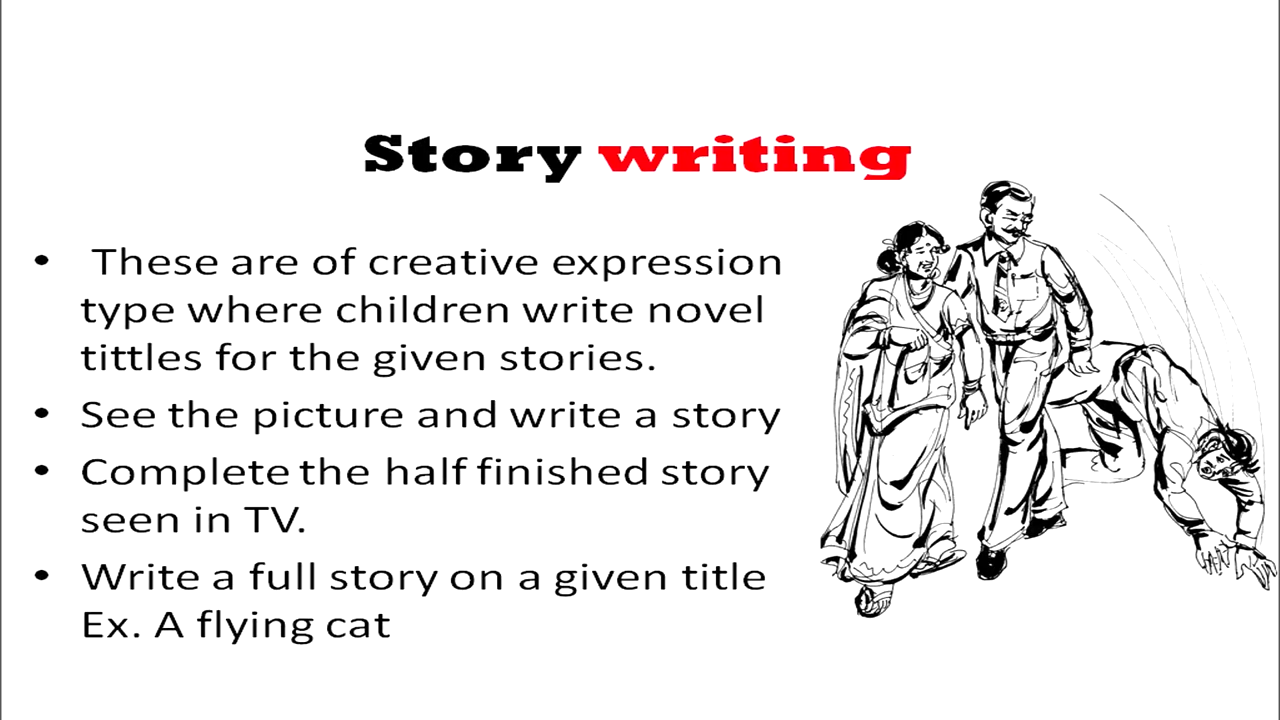 Story writing
• These are of creative expression
type where children write novel
tittles for the given stories.
• See the picture and write a story
• Complete the half finished story
seen in TV.
• Write a full story on a given title
Ex. A flying cat